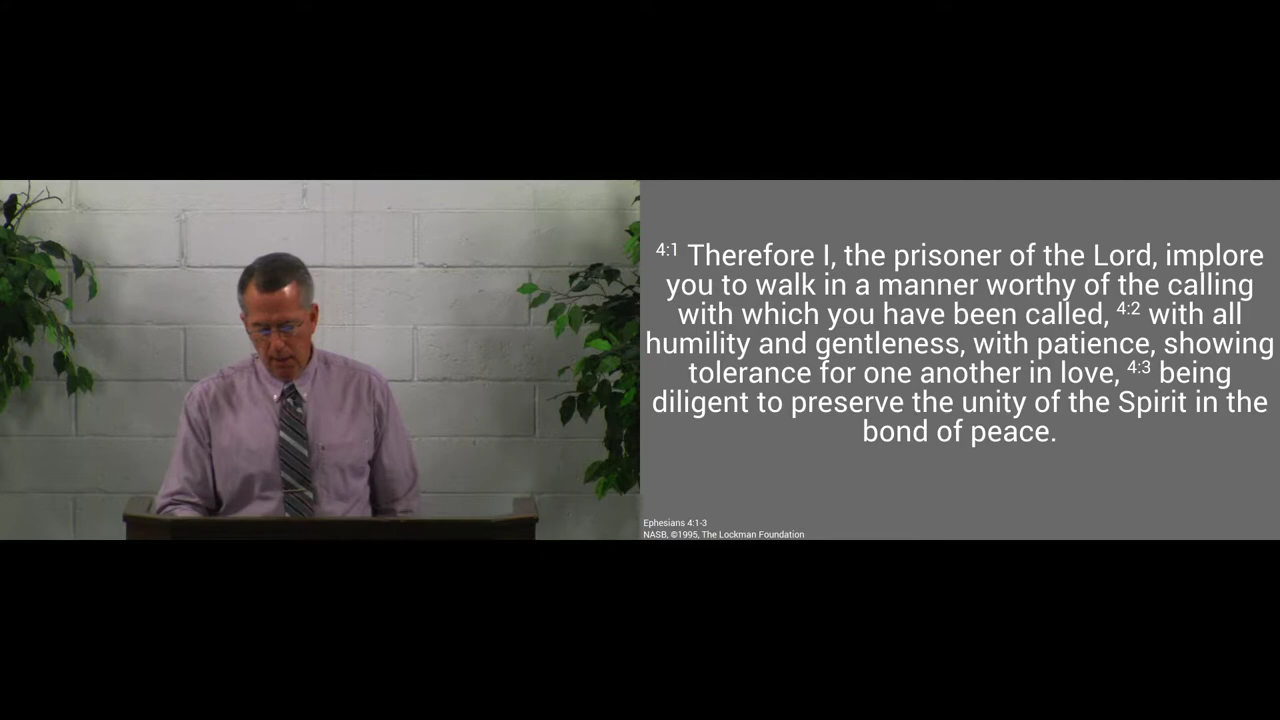 4:1 Therefore I, the prisoner of the Lord, implore
you to walk in a manner worthy of the calling
with which you have been called, 4:2 with all
humility and gentleness, with patience, showing
tolerance for one another in love, 4:3 being
diligent to preserve the unity of the Spirit in the
bond of peace.
Ephesians 4:1-3
NASB, ©1995, The Lockman Foundation